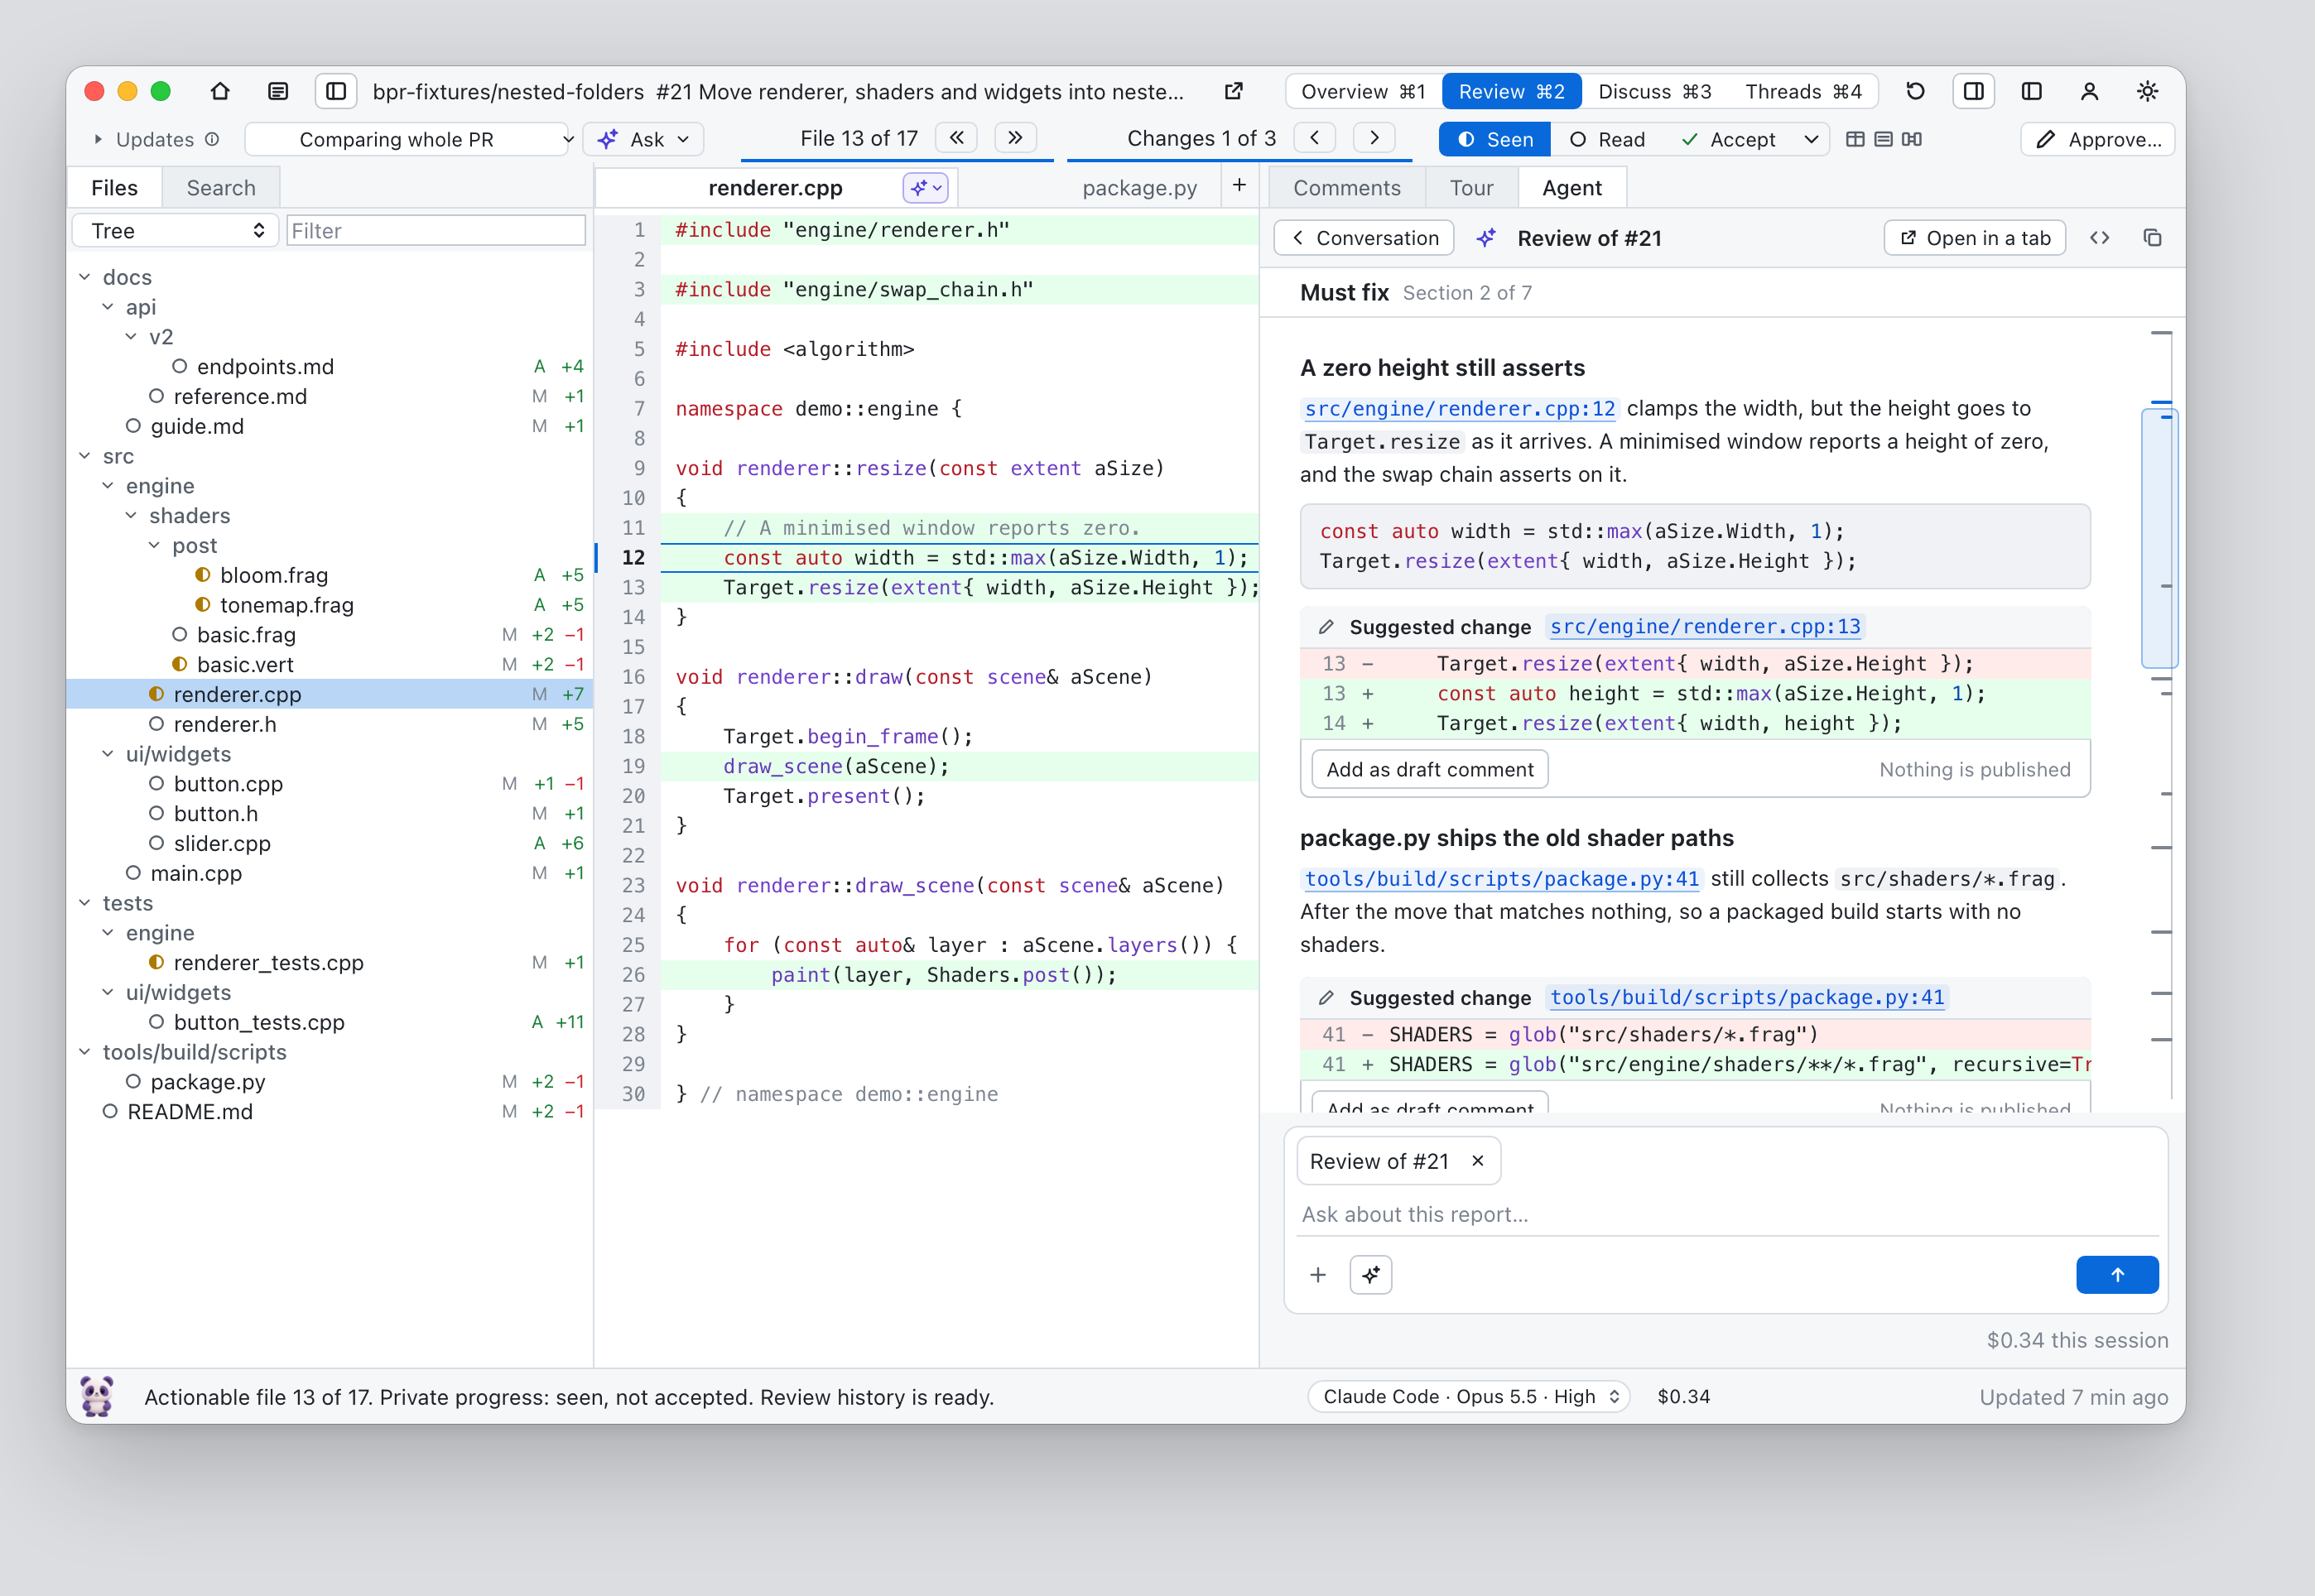 bpr-fixtures/nested-folders #21 Move renderer, shaders and widgets into neste...
Overview ⌘1 Review ⌘2 Discuss ⌘3 Threads ⌘4
Updates Comparing whole PR Ask File 13 of 17 Changes 1 of 3 Seen Read Accept Approve...
Files Search
Tree Filter
docs
api
v2
endpoints.md A +4
reference.md M +1
guide.md M +1
src
engine
shaders
post
bloom.frag A +5
tonemap.frag A +5
basic.frag M +2 −1
basic.vert M +2 −1
renderer.cpp M +7
renderer.h M +5
ui/widgets
button.cpp M +1 −1
button.h M +1
slider.cpp A +6
main.cpp M +1
tests
engine
renderer_tests.cpp M +1
ui/widgets
button_tests.cpp A +11
tools/build/scripts
package.py M +2 −1
README.md M +2 −1
renderer.cpp package.py +
1 #include "engine/renderer.h"
2
3 #include "engine/swap_chain.h"
4
5 #include <algorithm>
6
7 namespace demo::engine {
8
9 void renderer::resize(const extent aSize)
10 {
11 // A minimised window reports zero.
12 const auto width = std::max(aSize.Width, 1);
13 Target.resize(extent{ width, aSize.Height });
14 }
15
16 void renderer::draw(const scene& aScene)
17 {
18 Target.begin_frame();
19 draw_scene(aScene);
20 Target.present();
21 }
22
23 void renderer::draw_scene(const scene& aScene)
24 {
25 for (const auto& layer : aScene.layers()) {
26 paint(layer, Shaders.post());
27 }
28 }
29
30 } // namespace demo::engine
Comments Tour Agent
Conversation Review of #21 Open in a tab
Must fix Section 2 of 7
A zero height still asserts
src/engine/renderer.cpp:12 clamps the width, but the height goes to
Target.resize as it arrives. A minimised window reports a height of zero,
and the swap chain asserts on it.
const auto width = std::max(aSize.Width, 1);
Target.resize(extent{ width, aSize.Height });
Suggested change src/engine/renderer.cpp:13
13 − Target.resize(extent{ width, aSize.Height });
13 + const auto height = std::max(aSize.Height, 1);
14 + Target.resize(extent{ width, height });
Add as draft comment Nothing is published
package.py ships the old shader paths
tools/build/scripts/package.py:41 still collects src/shaders/*.frag.
After the move that matches nothing, so a packaged build starts with no
shaders.
Suggested change tools/build/scripts/package.py:41
41 − SHADERS = glob("src/shaders/*.frag")
41 + SHADERS = glob("src/engine/shaders/**/*.frag", recursive=Tr
Add as draft comment Nothing is published
Review of #21 ×
Ask about this report...
$0.34 this session
Actionable file 13 of 17. Private progress: seen, not accepted. Review history is ready.
Claude Code · Opus 5.5 · High $0.34 Updated 7 min ago